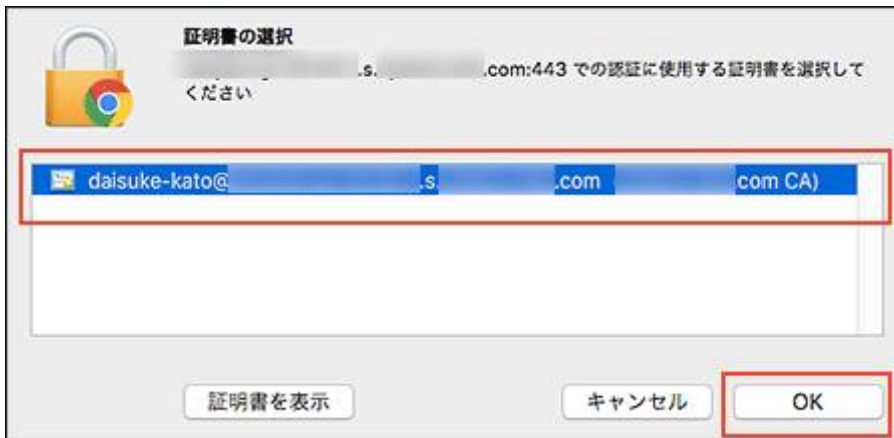 証明書の選択
.s. .com:443 での認証に使用する証明書を選択して
ください
daisuke-kato@ .s. .com .com CA)
証明書を表示 キャンセル OK